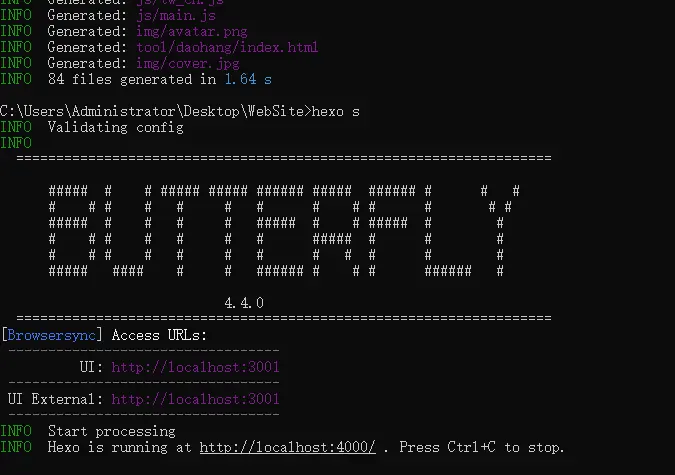 INFO  Generated: js/tw_cn.js
INFO  Generated: js/main.js
INFO  Generated: img/avatar.png
INFO  Generated: tool/daohang/index.html
INFO  Generated: img/cover.jpg
INFO  84 files generated in 1.64 s
C:\Users\Administrator\Desktop\WebSite>hexo s
INFO  Validating config
INFO
===================================================================
BUTTERFLY
4.4.0
===================================================================
[Browsersync] Access URLs:
----------------------------------
UI: http://localhost:3001
----------------------------------
UI External: http://localhost:3001
----------------------------------
INFO  Start processing
INFO  Hexo is running at http://localhost:4000/ . Press Ctrl+C to stop.